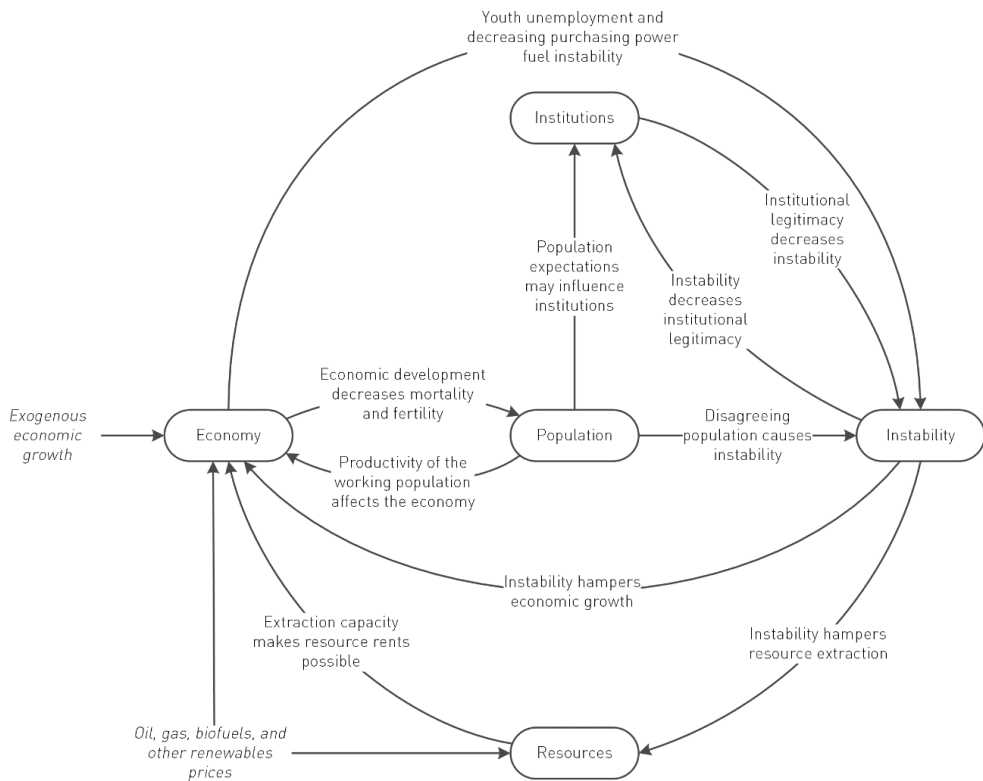 Youth unemployment and
decreasing purchasing power
fuel instability
Institutions
Institutional
legitimacy
decreases
instability
Population
expectations
may influence
institutions
Instability
decreases
institutional
legitimacy
Economic development
decreases mortality
and fertility
Exogenous
economic
growth
Economy
Population
Disagreeing
population causes
instability
Instability
Productivity of the
working population
affects the economy
Instability hampers
economic growth
Extraction capacity
makes resource rents
possible
Instability hampers
resource extraction
Oil, gas, biofuels, and
other renewables
prices
Resources